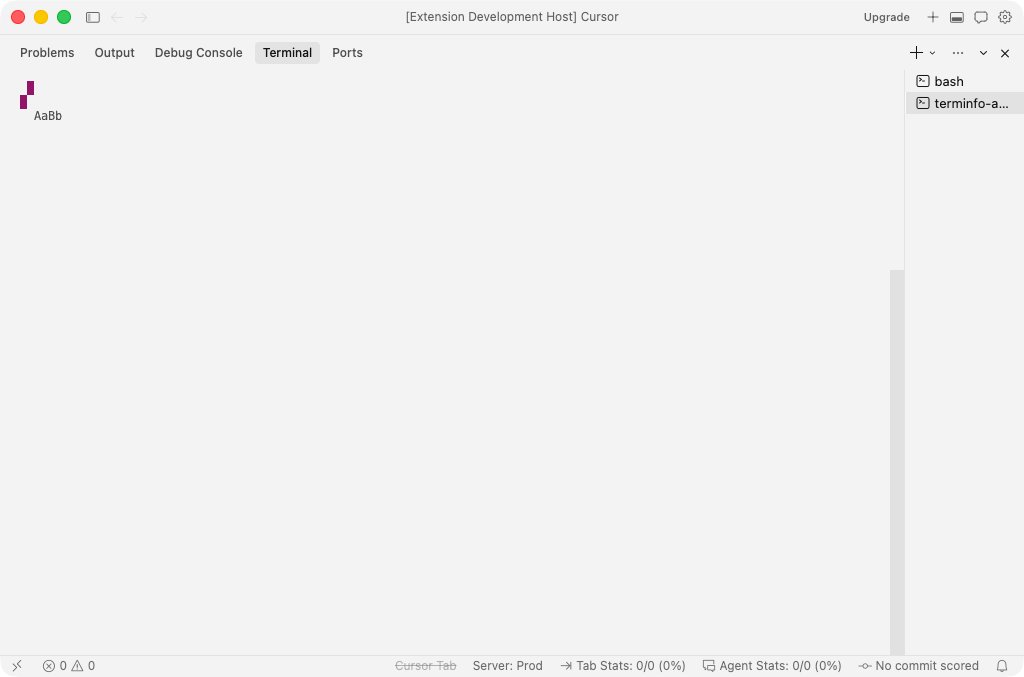 [Extension Development Host] Cursor
Upgrade
Problems Output Debug Console Terminal Ports
bash
terminfo-a...
AaBb
0 0 Cursor Tab Server: Prod Tab Stats: 0/0 (0%) Agent Stats: 0/0 (0%) No commit scored